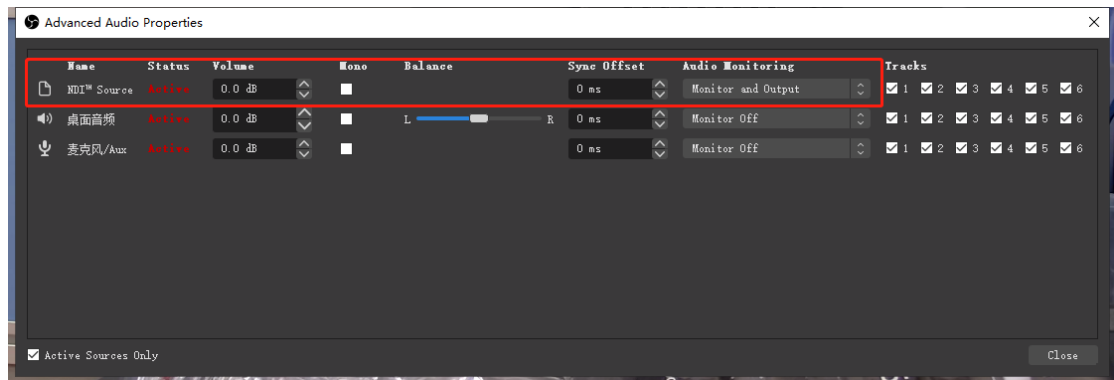 Advanced Audio Properties
Name Status Volume Mono Balance Sync Offset Audio Monitoring Tracks
NDI™ Source Active 0.0 dB 0 ms Monitor and Output 1 2 3 4 5 6
桌面音频 Active 0.0 dB L R 0 ms Monitor Off 1 2 3 4 5 6
麦克风/Aux Active 0.0 dB 0 ms Monitor Off 1 2 3 4 5 6
Active Sources Only Close